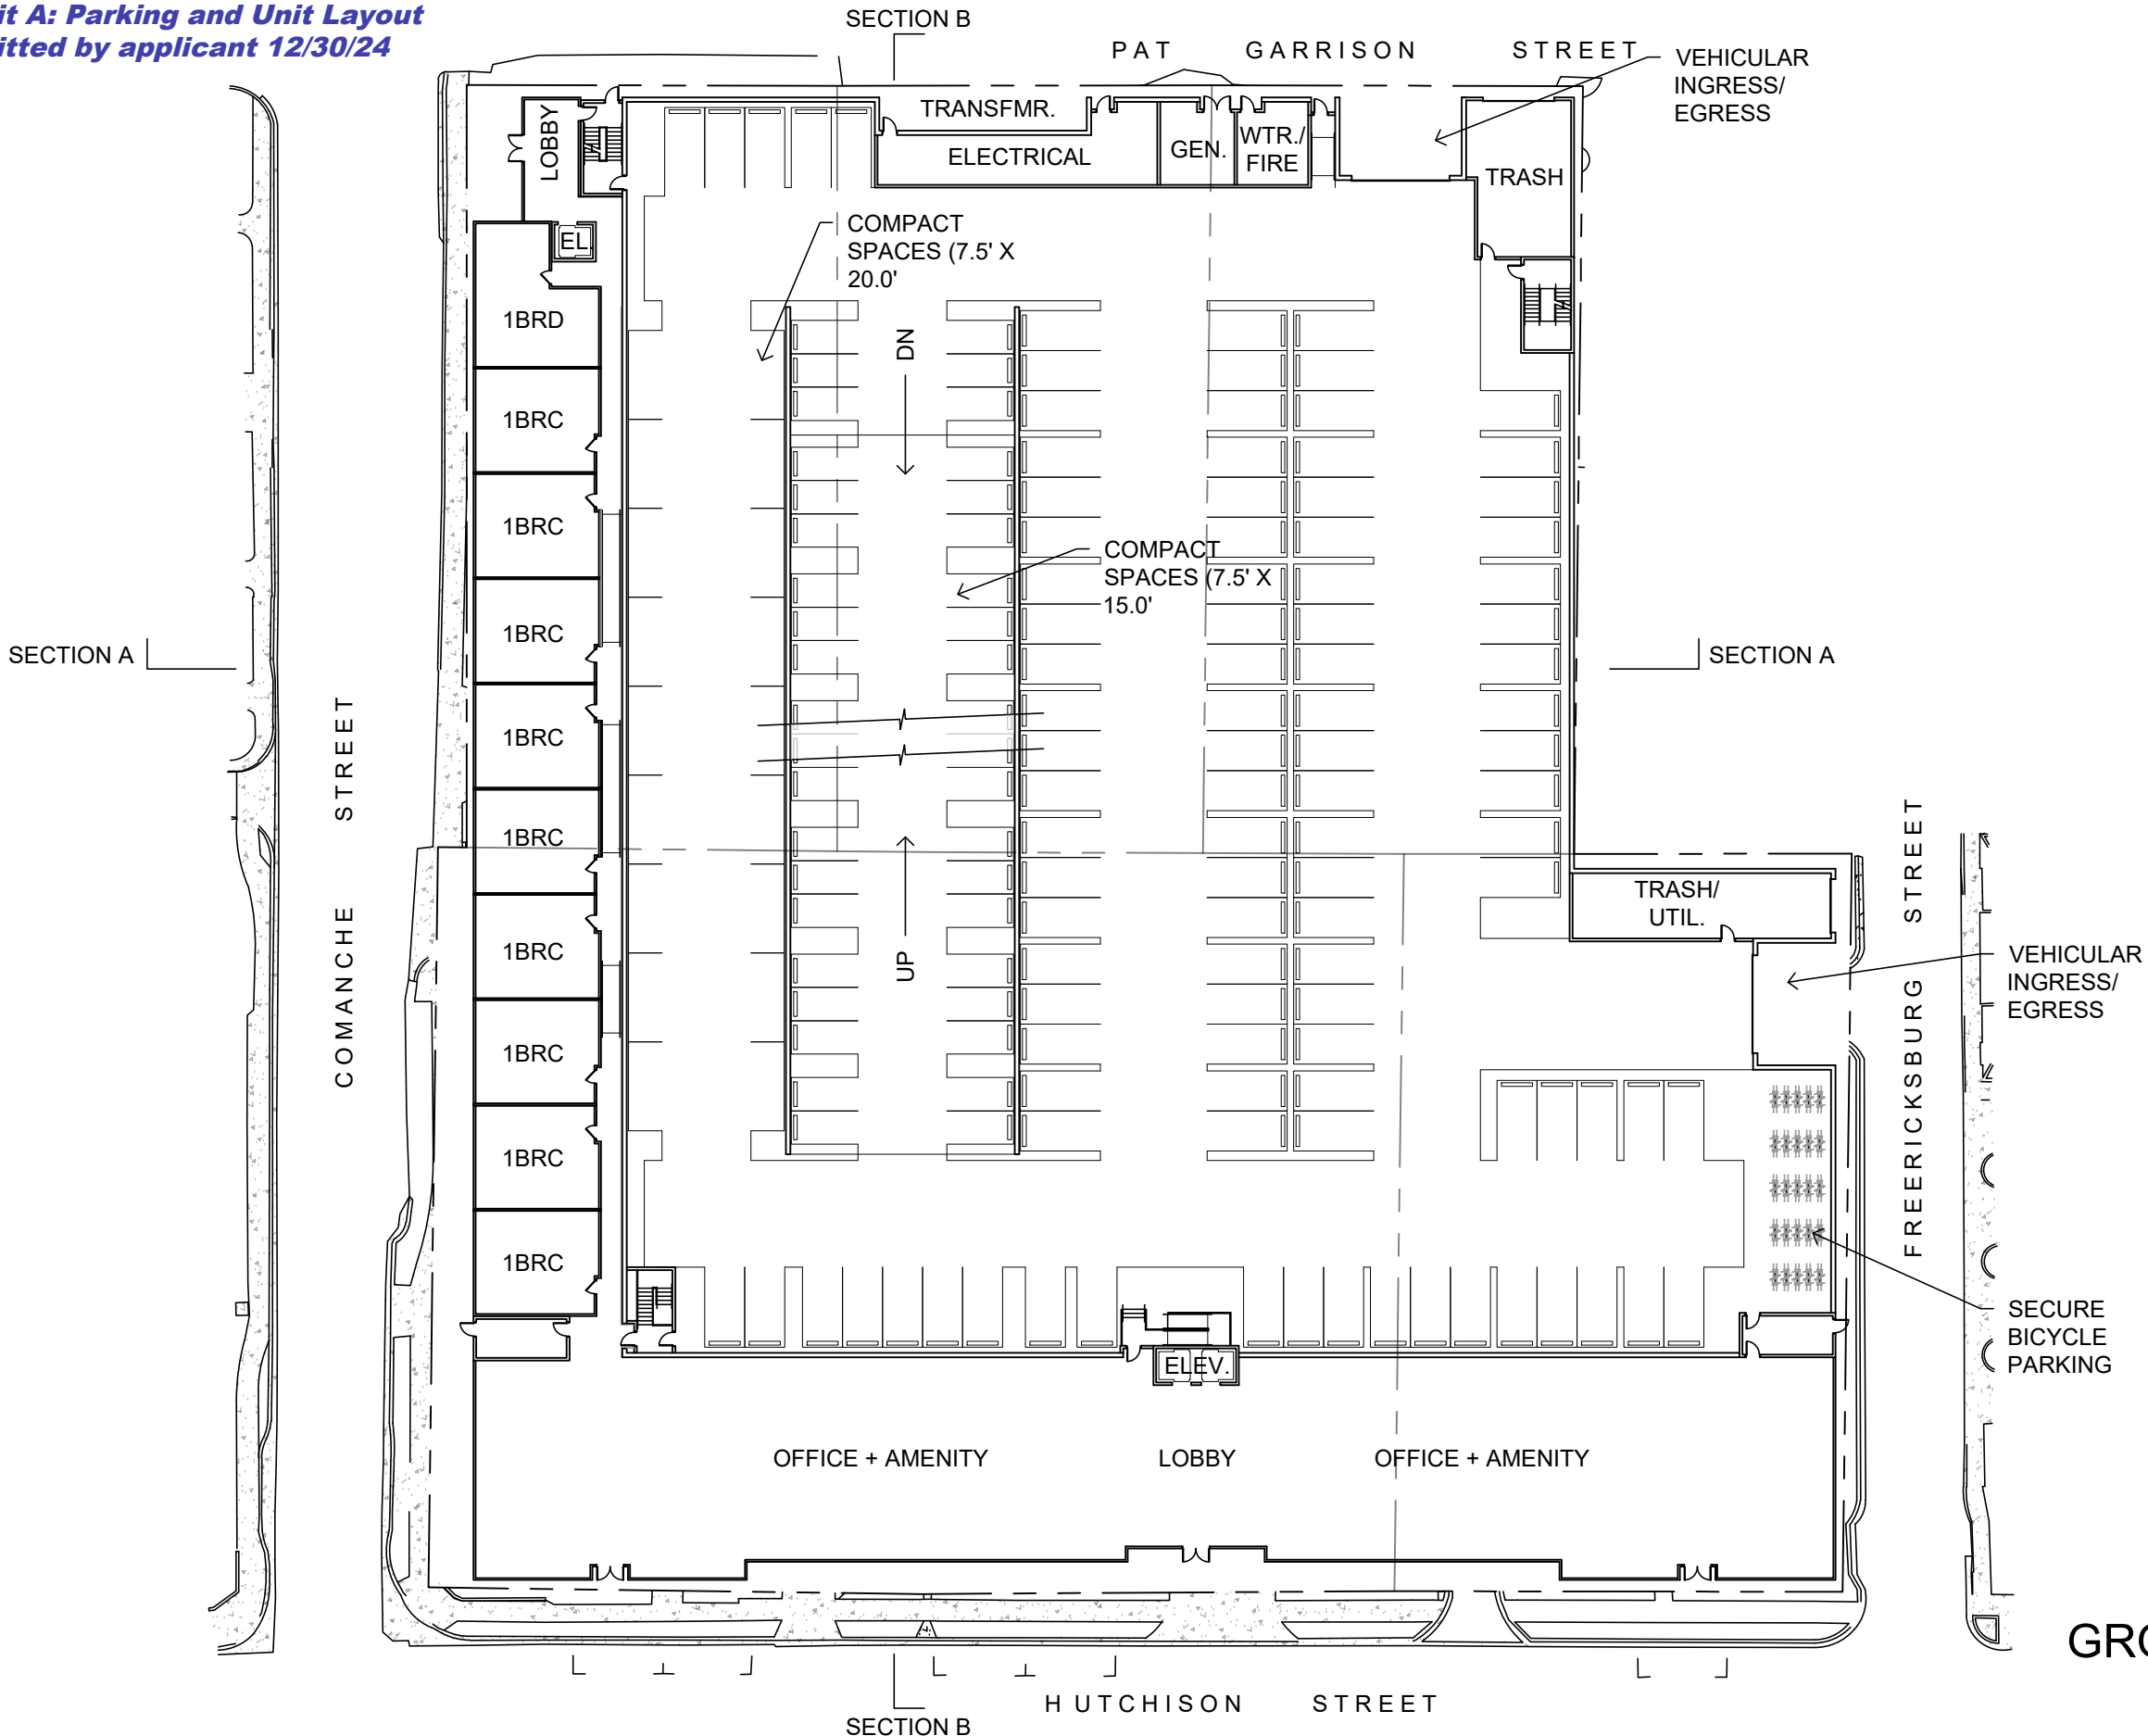 it A: Parking and Unit Layout
itted by applicant 12/30/24
SECTION B
PAT GARRISON STREET
VEHICULAR
INGRESS/
EGRESS
LOBBY
TRANSFMR.
ELECTRICAL
GEN.
WTR./
FIRE
TRASH
EL.
COMPACT
SPACES (7.5' X
20.0'
1BRD
DN
1BRC
1BRC
COMPACT
SPACES (7.5' X
15.0'
1BRC
SECTION A
SECTION A
1BRC
1BRC
COMANCHE STREET
UP
1BRC
TRASH/
UTIL.
FREERICKSBURG STREET
VEHICULAR
INGRESS/
EGRESS
1BRC
1BRC
1BRC
SECURE
BICYCLE
PARKING
ELEV.
OFFICE + AMENITY
LOBBY
OFFICE + AMENITY
GRO
HUTCHISON STREET
SECTION B